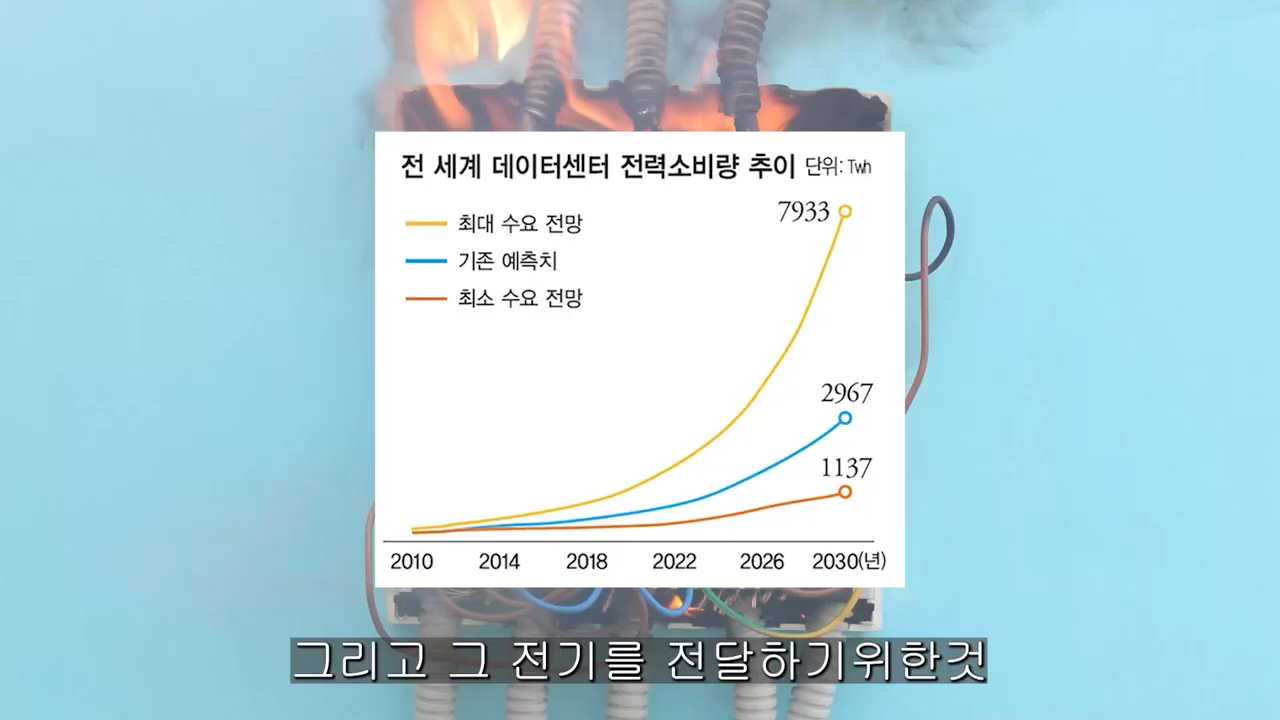 전 세계 데이터센터 전력소비량 추이 단위: Twh
최대 수요 전망
기존 예측치
최소 수요 전망
7933
2967
1137
2010 2014 2018 2022 2026 2030(년)
그리고 그 전기를 전달하기위한것